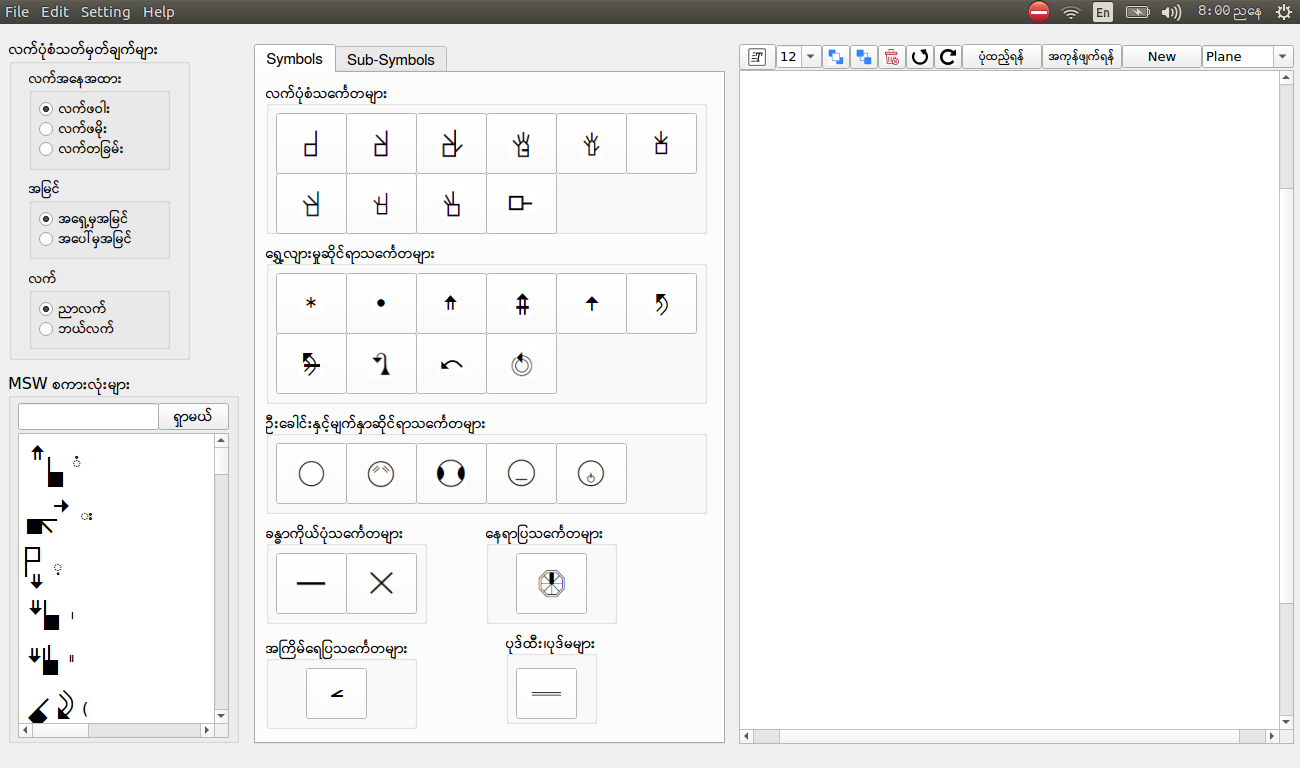 File Edit Setting Help
En 8:00 ညနေ
လက်ပုံစံသတ်မှတ်ချက်များ
လက်အနေအထား
လက်ဖဝါး
လက်ဖမိုး
လက်တခြမ်း
အမြင်
အရှေ့မှအမြင်
အပေါ်မှအမြင်
လက်
ညာလက်
ဘယ်လက်
MSW စကားလုံးများ
ရှာမယ်
ံ
း
့
၊
။
(
Symbols Sub-Symbols
လက်ပုံစံသင်္ကေတများ
ရွှေ့လျားမှုဆိုင်ရာသင်္ကေတများ
ဦးခေါင်းနှင့်မျက်နှာဆိုင်ရာသင်္ကေတများ
ခန္ဓာကိုယ်ပုံသင်္ကေတများ
နေရာပြသင်္ကေတများ
အကြိမ်ရေပြသင်္ကေတများ
ပုဒ်ထီး၊ပုဒ်မများ
T 12 ပုံထည့်ရန် အကုန်ဖျက်ရန် New Plane